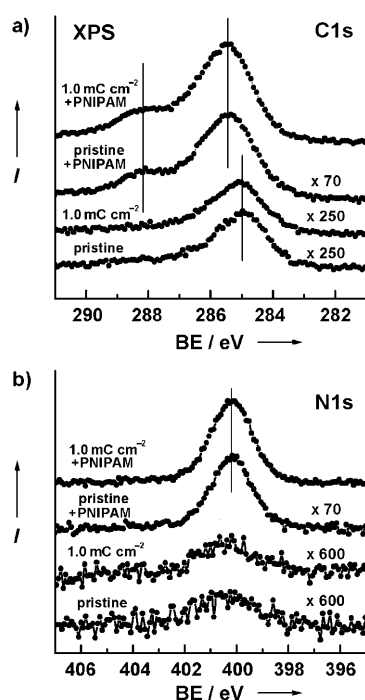 a)
XPS
C1s
1.0 mC cm⁻²
+PNIPAM
pristine
+PNIPAM
x 70
1.0 mC cm⁻²
x 250
pristine
x 250
I
290 288 286 284 282
BE / eV
b)
N1s
1.0 mC cm⁻²
+PNIPAM
pristine
+PNIPAM
x 70
1.0 mC cm⁻²
x 600
pristine
x 600
I
406 404 402 400 398 396
BE / eV